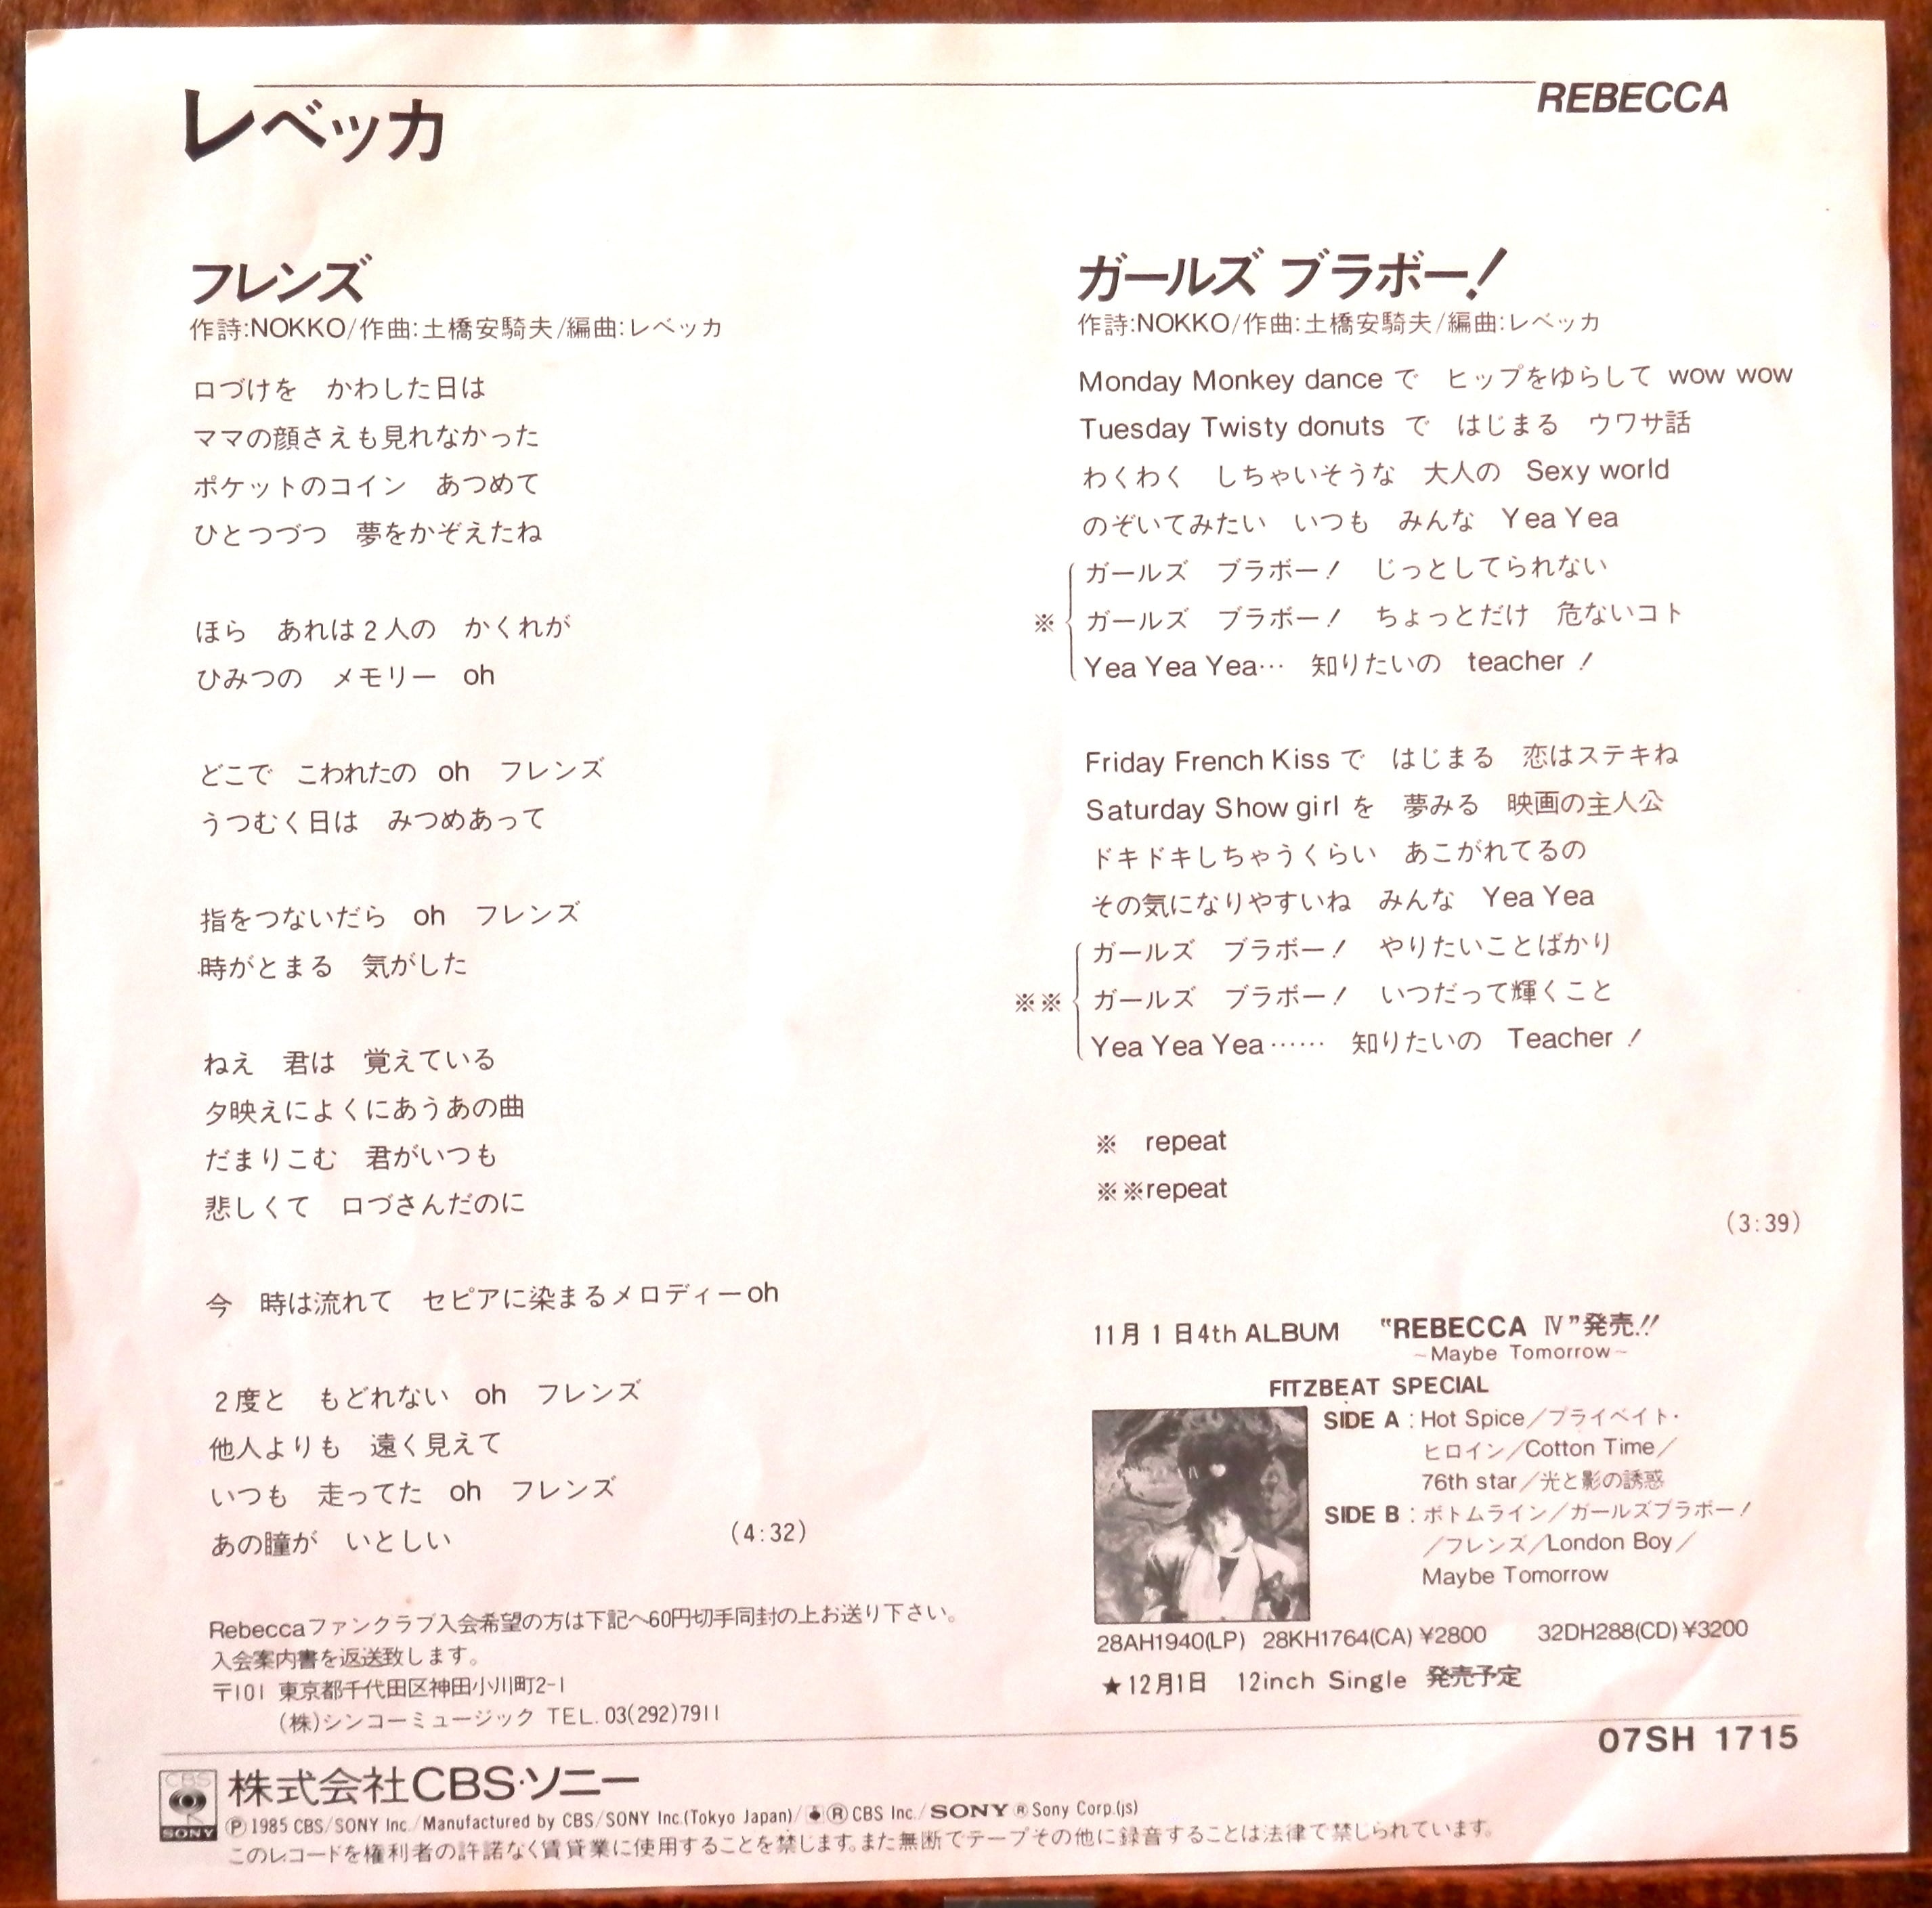 レベッカ
REBECCA
フレンズ
作詩:NOKKO/作曲:土橋安騎夫/編曲:レベッカ
口づけを　かわした日は
ママの顔さえも見れなかった
ポケットのコイン　あつめて
ひとつづつ　夢をかぞえたね
ほら　あれは2人の　かくれが
ひみつの　メモリー　oh
どこで　こわれたの　oh　フレンズ
うつむく日は　みつめあって
指をつないだら　oh　フレンズ
時がとまる　気がした
ねえ　君は　覚えている
夕映えによくにあうあの曲
だまりこむ　君がいつも
悲しくて　口づさんだのに
今　時は流れて　セピアに染まるメロディーoh
2度と　もどれない　oh　フレンズ
他人よりも　遠く見えて
いつも　走ってた　oh　フレンズ
あの瞳が　いとしい　(4:32)
Rebeccaファンクラブ入会希望の方は下記へ60円切手同封の上お送り下さい。
入会案内書を返送致します。
〒101 東京都千代田区神田小川町2-1
(株)シンコーミュージック TEL. 03(292)7911
ガールズ ブラボー!
作詩:NOKKO/作曲:土橋安騎夫/編曲:レベッカ
Monday Monkey dance で　ヒップをゆらして wow wow
Tuesday Twisty donuts で　はじまる　ウワサ話
わくわく　しちゃいそうな　大人の　Sexy world
のぞいてみたい　いつも　みんな　Yea Yea
ガールズ　ブラボー!　じっとしてられない
※ ガールズ　ブラボー!　ちょっとだけ　危ないコト
Yea Yea Yea…　知りたいの　teacher !
Friday French Kiss で　はじまる　恋はステキね
Saturday Show girl を　夢みる　映画の主人公
ドキドキしちゃうくらい　あこがれてるの
その気になりやすいね　みんな　Yea Yea
ガールズ　ブラボー!　やりたいことばかり
※※ ガールズ　ブラボー!　いつだって輝くこと
Yea Yea Yea……　知りたいの　Teacher !
※　repeat
※※repeat
(3:39)
11月1日4th ALBUM　"REBECCA Ⅳ"発売!!
~Maybe Tomorrow~
FITZBEAT SPECIAL
SIDE A : Hot Spice/プライベイト・
ヒロイン/Cotton Time/
76th star/光と影の誘惑
SIDE B : ボトムライン/ガールズブラボー!
/フレンズ/London Boy/
Maybe Tomorrow
28AH1940(LP) 28KH1764(CA) ¥2800　32DH288(CD) ¥3200
★12月1日　12inch Single　発売予定
07SH 1715
CBS
SONY
株式会社CBS・ソニー
Ⓟ1985 CBS/SONY Inc./Manufactured by CBS/SONY Inc.(Tokyo Japan)/ ® CBS Inc./SONY ® Sony Corp.(js)
このレコードを権利者の許諾なく賃貸業に使用することを禁じます。また無断でテープその他に録音することは法律で禁じられています。